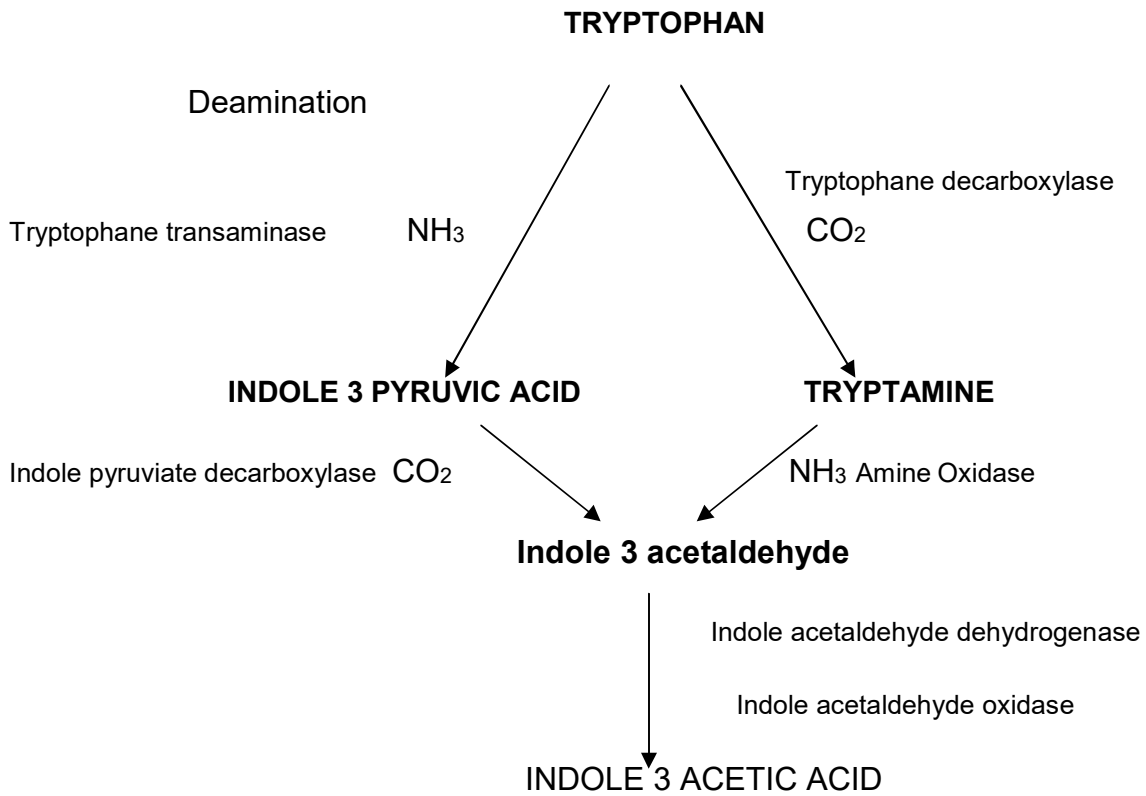 TRYPTOPHAN
Deamination
Tryptophane decarboxylase
Tryptophane transaminase NH₃ CO₂
INDOLE 3 PYRUVIC ACID TRYPTAMINE
Indole pyruviate decarboxylase CO₂ NH₃ Amine Oxidase
Indole 3 acetaldehyde
Indole acetaldehyde dehydrogenase
Indole acetaldehyde oxidase
INDOLE 3 ACETIC ACID